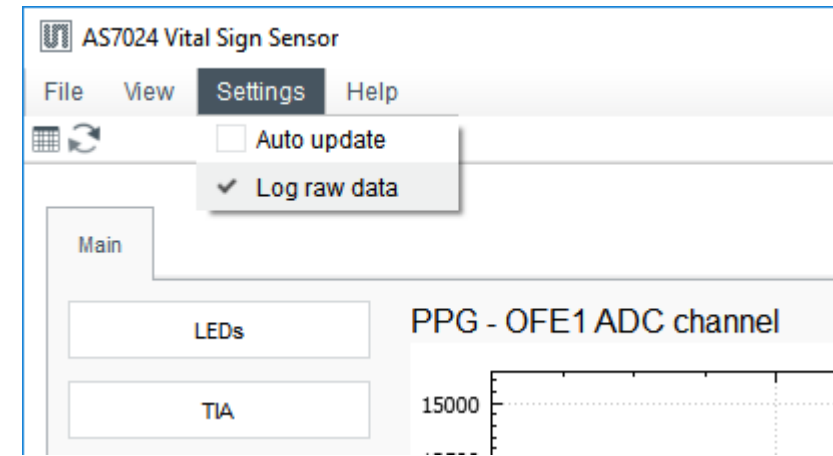 AS7024 Vital Sign Sensor
File View Settings Help
Auto update
Log raw data
Main
LEDs
PPG - OFE1 ADC channel
TIA
15000